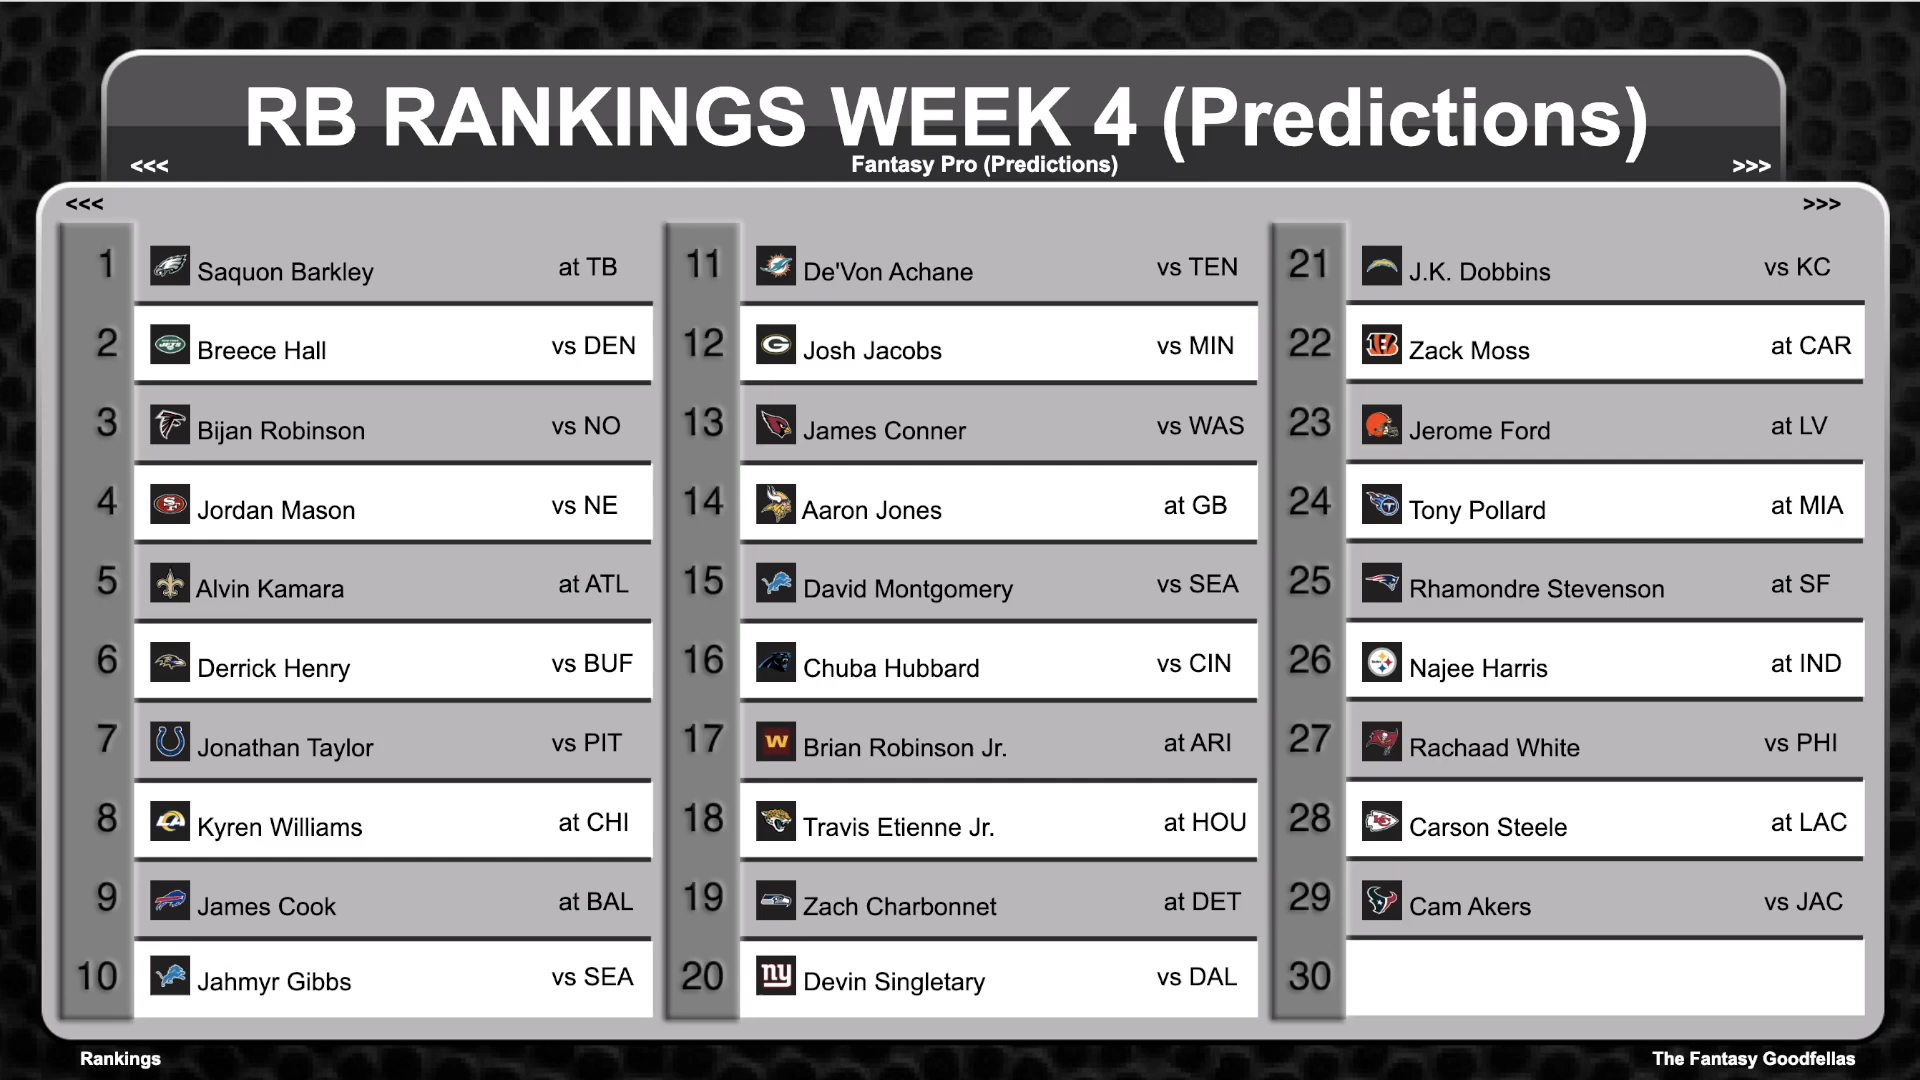 RB RANKINGS WEEK 4 (Predictions)
<<< Fantasy Pro (Predictions) >>>
<<< >>>
1 Saquon Barkley at TB
2 Breece Hall vs DEN
3 Bijan Robinson vs NO
4 Jordan Mason vs NE
5 Alvin Kamara at ATL
6 Derrick Henry vs BUF
7 Jonathan Taylor vs PIT
8 Kyren Williams at CHI
9 James Cook at BAL
10 Jahmyr Gibbs vs SEA
11 De'Von Achane vs TEN
12 Josh Jacobs vs MIN
13 James Conner vs WAS
14 Aaron Jones at GB
15 David Montgomery vs SEA
16 Chuba Hubbard vs CIN
17 Brian Robinson Jr. at ARI
18 Travis Etienne Jr. at HOU
19 Zach Charbonnet at DET
20 Devin Singletary vs DAL
21 J.K. Dobbins vs KC
22 Zack Moss at CAR
23 Jerome Ford at LV
24 Tony Pollard at MIA
25 Rhamondre Stevenson at SF
26 Najee Harris at IND
27 Rachaad White vs PHI
28 Carson Steele at LAC
29 Cam Akers vs JAC
30
Rankings
The Fantasy Goodfellas